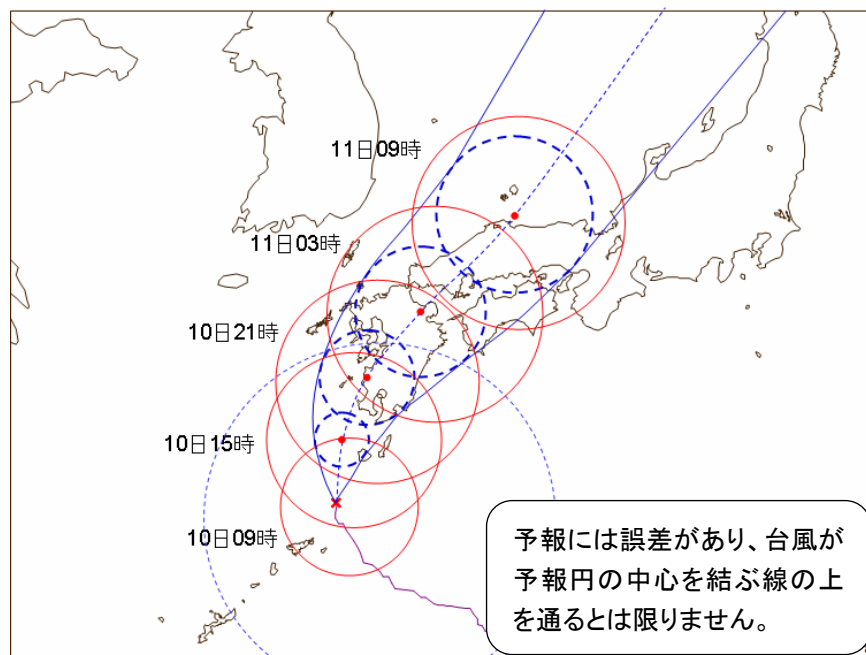 11日09時
11日03時
10日21時
10日15時
10日09時
予報には誤差があり、台風が
予報円の中心を結ぶ線の上
を通るとは限りません。